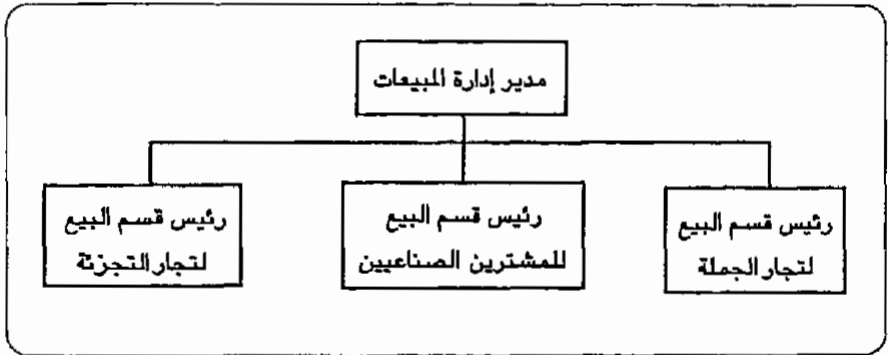 مدير إدارة المبيعات
رئيس قسم البيع
لتجار الجملة
رئيس قسم البيع
للمشترين الصناعيين
رئيس قسم البيع
لتجار التجزئة